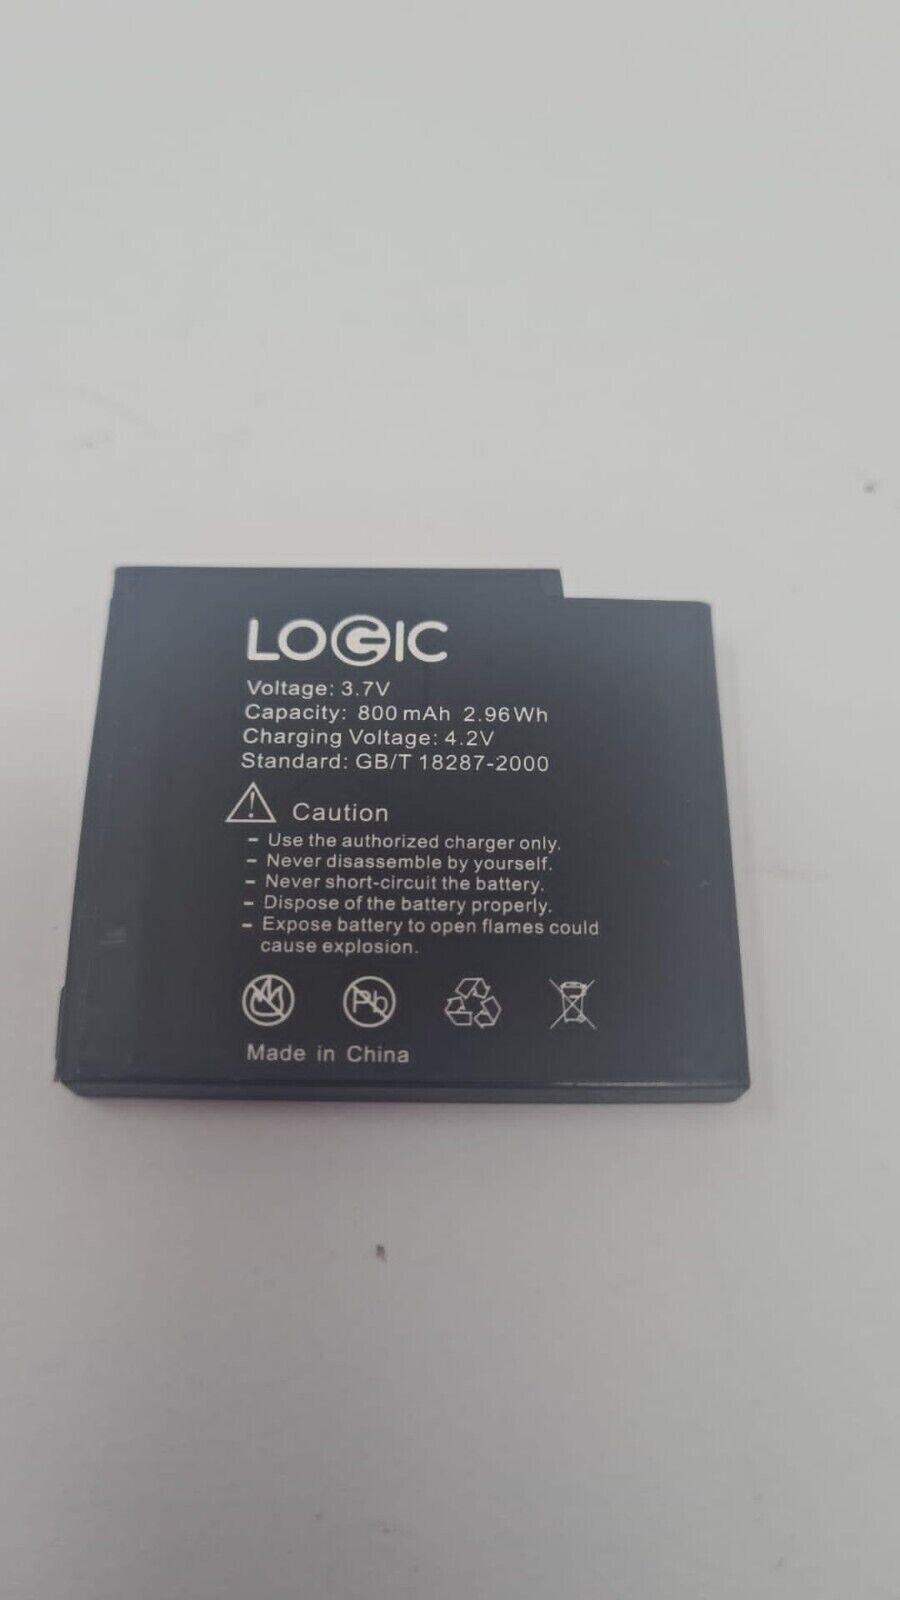 LOGIC
Voltage: 3.7V
Capacity: 800 mAh 2.96Wh
Charging Voltage: 4.2V
Standard: GB/T 18287-2000
Caution
- Use the authorized charger only.
- Never disassemble by yourself.
- Never short-circuit the battery.
- Dispose of the battery properly.
- Expose battery to open flames could
cause explosion.
Pb
Made in China